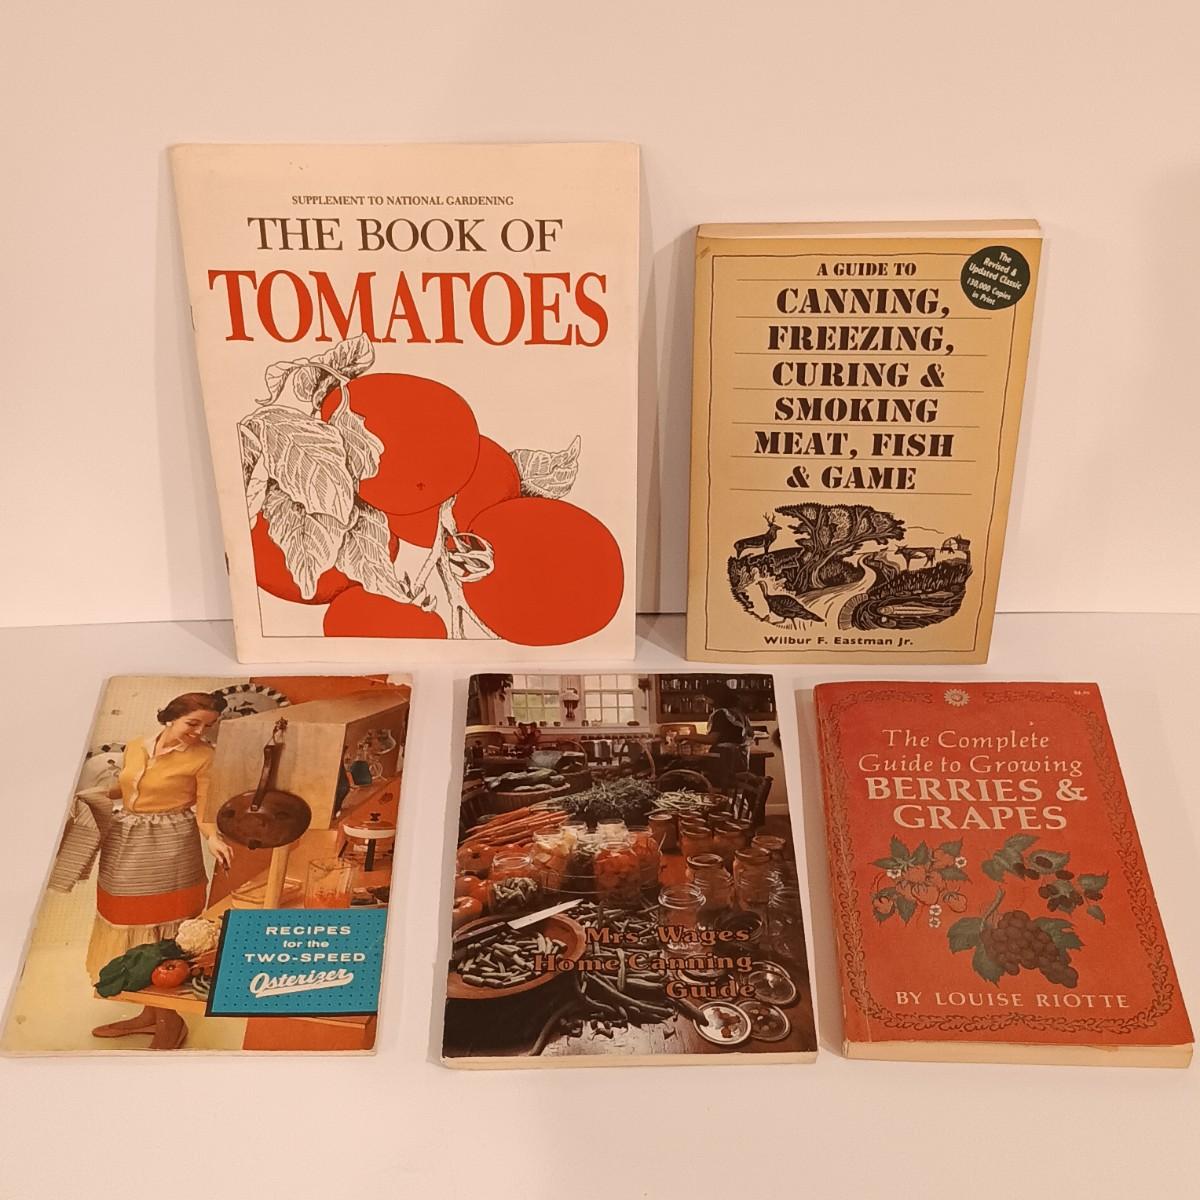 SUPPLEMENT TO NATIONAL GARDENING
THE BOOK OF
TOMATOES
A GUIDE TO
CANNING,
FREEZING,
CURING &
SMOKING
MEAT, FISH
& GAME
The
Revised &
Updated Classic
130,000 Copies
in Print
Wilbur F. Eastman Jr.
RECIPES
for the
TWO-SPEED
Osterizer
Mrs. Wages
Home Canning
Guide
The Complete
Guide to Growing
BERRIES &
GRAPES
BY LOUISE RIOTTE